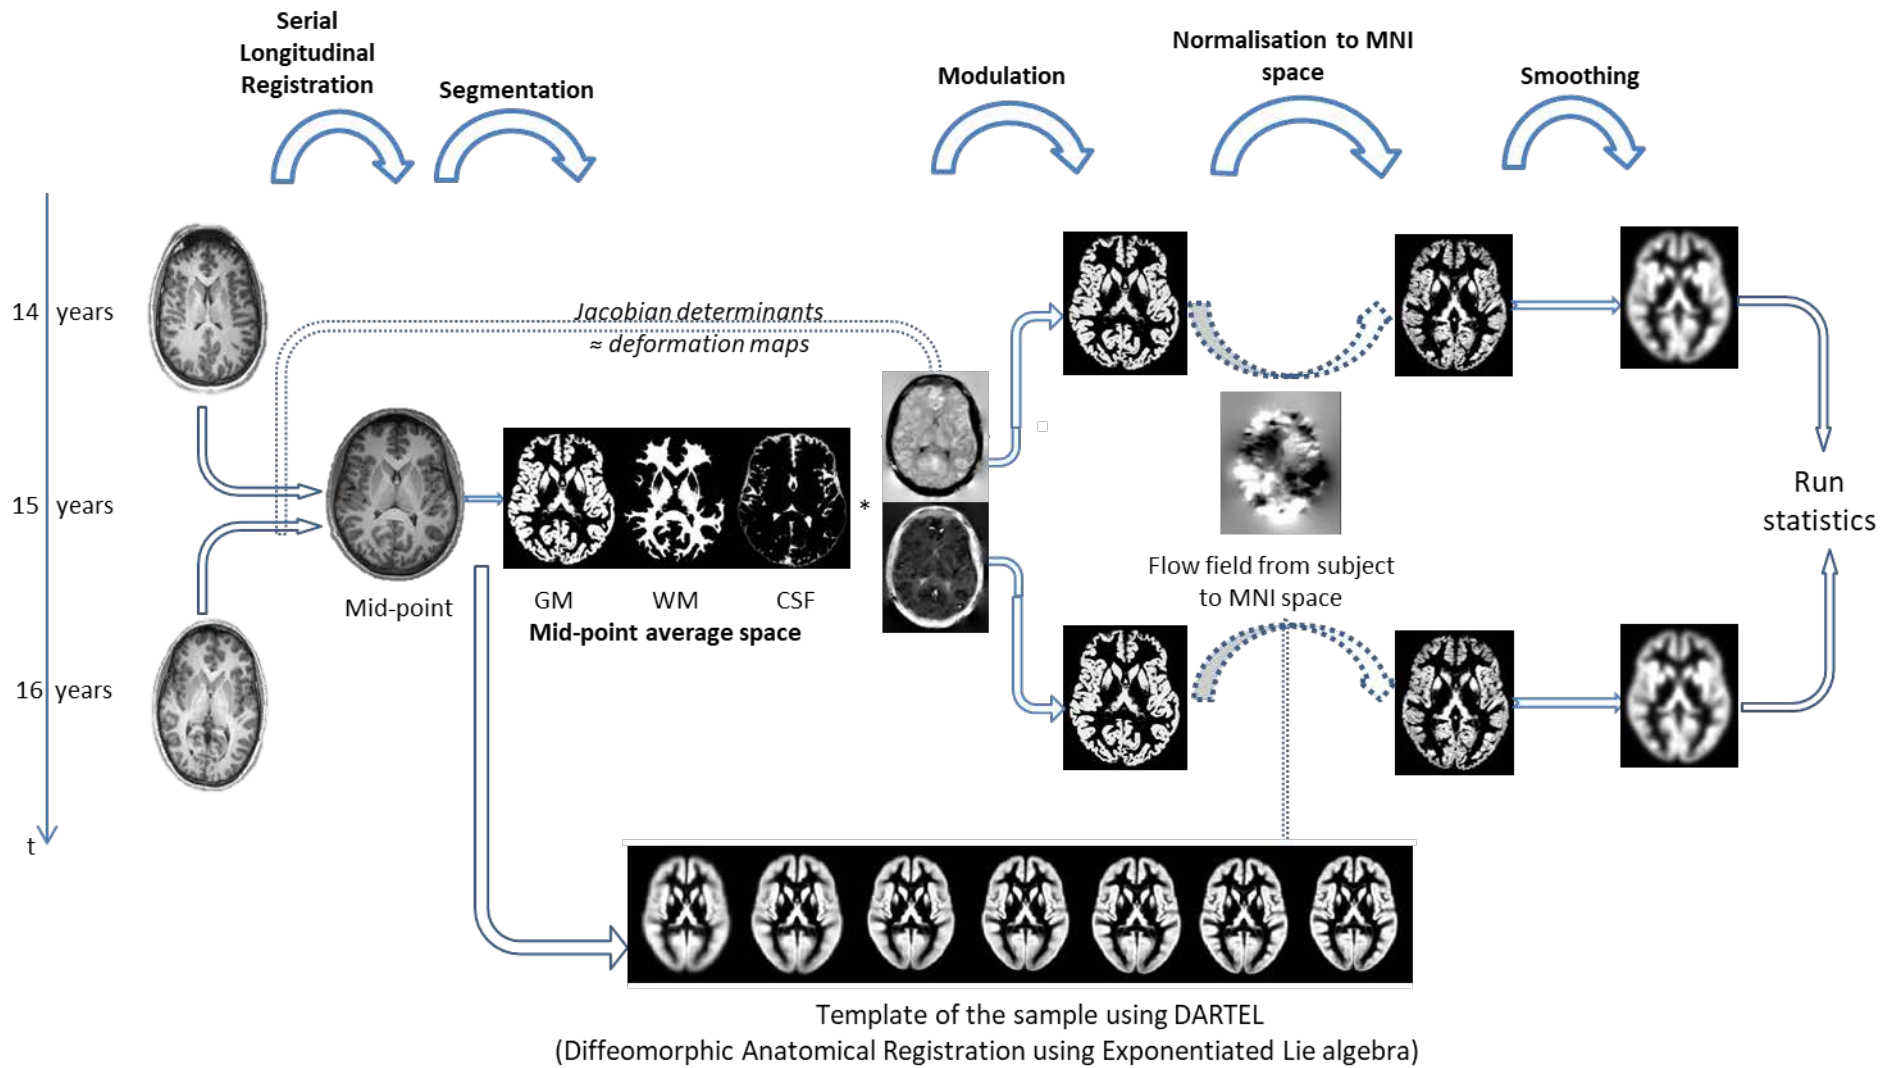 Serial
Longitudinal
Registration
Segmentation
Modulation
Normalisation to MNI
space
Smoothing
14 years
Jacobian determinants
≈ deformation maps
15 years
*
Run
statistics
Mid-point
GM WM CSF
Mid-point average space
Flow field from subject
to MNI space
16 years
t
Template of the sample using DARTEL
(Diffeomorphic Anatomical Registration using Exponentiated Lie algebra)